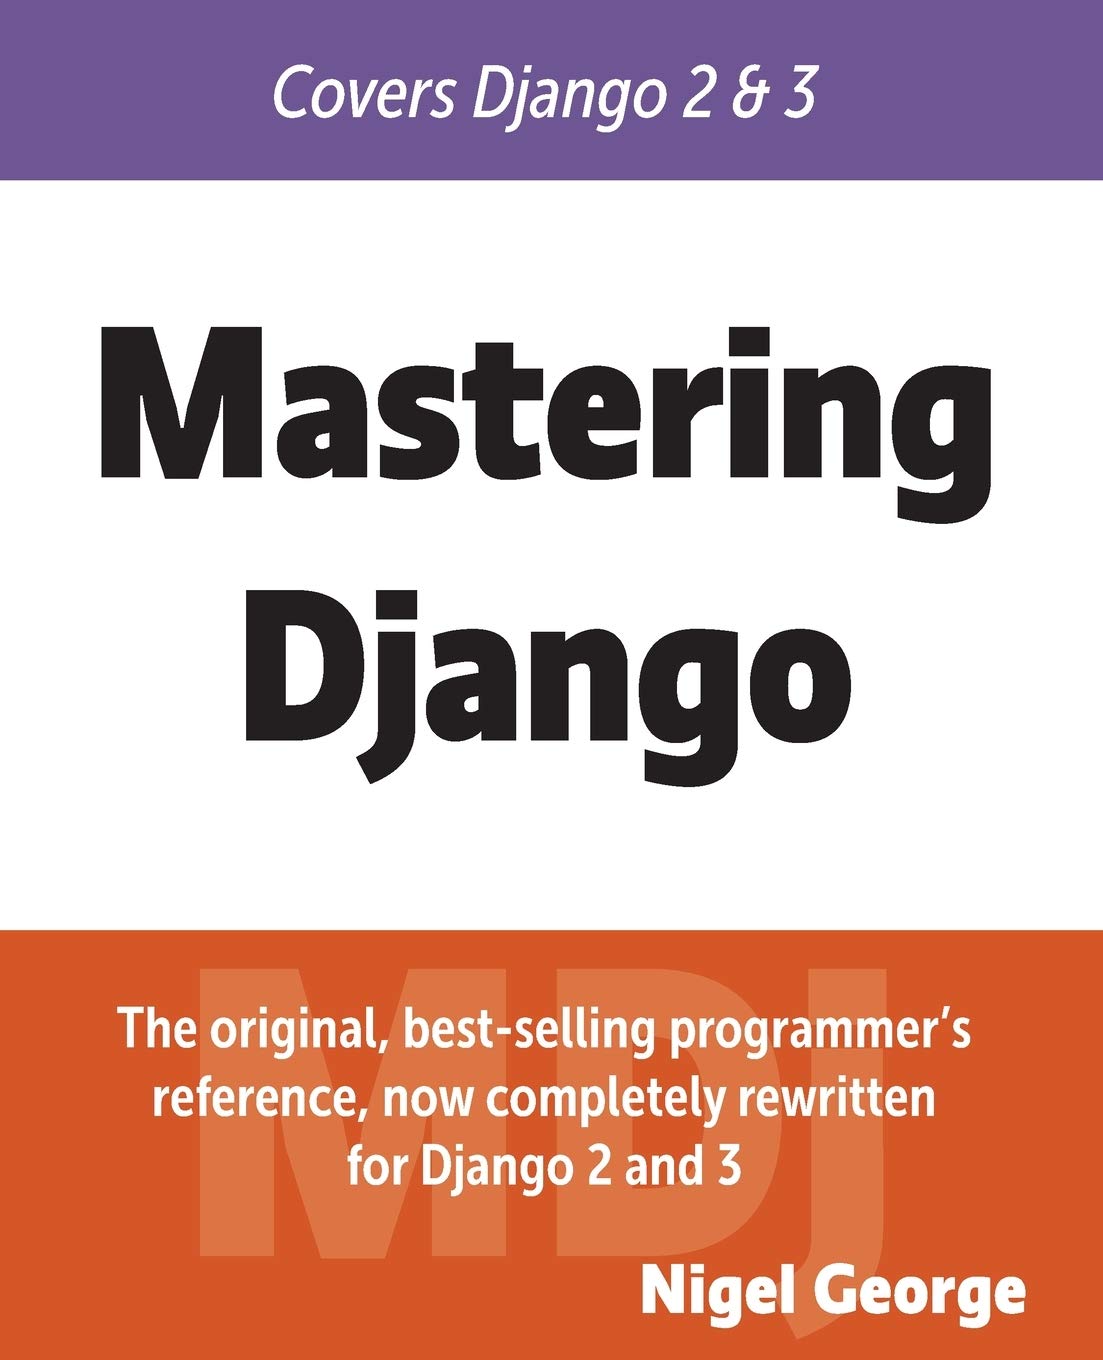 Covers Django 2 & 3
Mastering
Django
MDJ
The original, best-selling programmer’s
reference, now completely rewritten
for Django 2 and 3
Nigel George